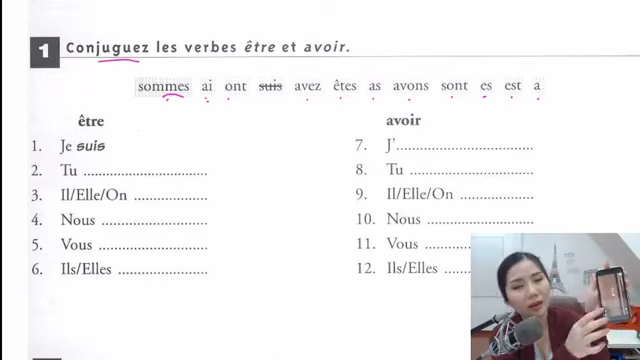 1 Conjuguez les verbes être et avoir.
sommes ai ont suis avez êtes as avons sont es est a
être
1. Je suis
2. Tu ....................
3. Il/Elle/On ....................
4. Nous ....................
5. Vous ....................
6. Ils/Elles ....................
avoir
7. J'....................
8. Tu ....................
9. Il/Elle/On ....................
10. Nous ....................
11. Vous ..........
12. Ils/Elles ......